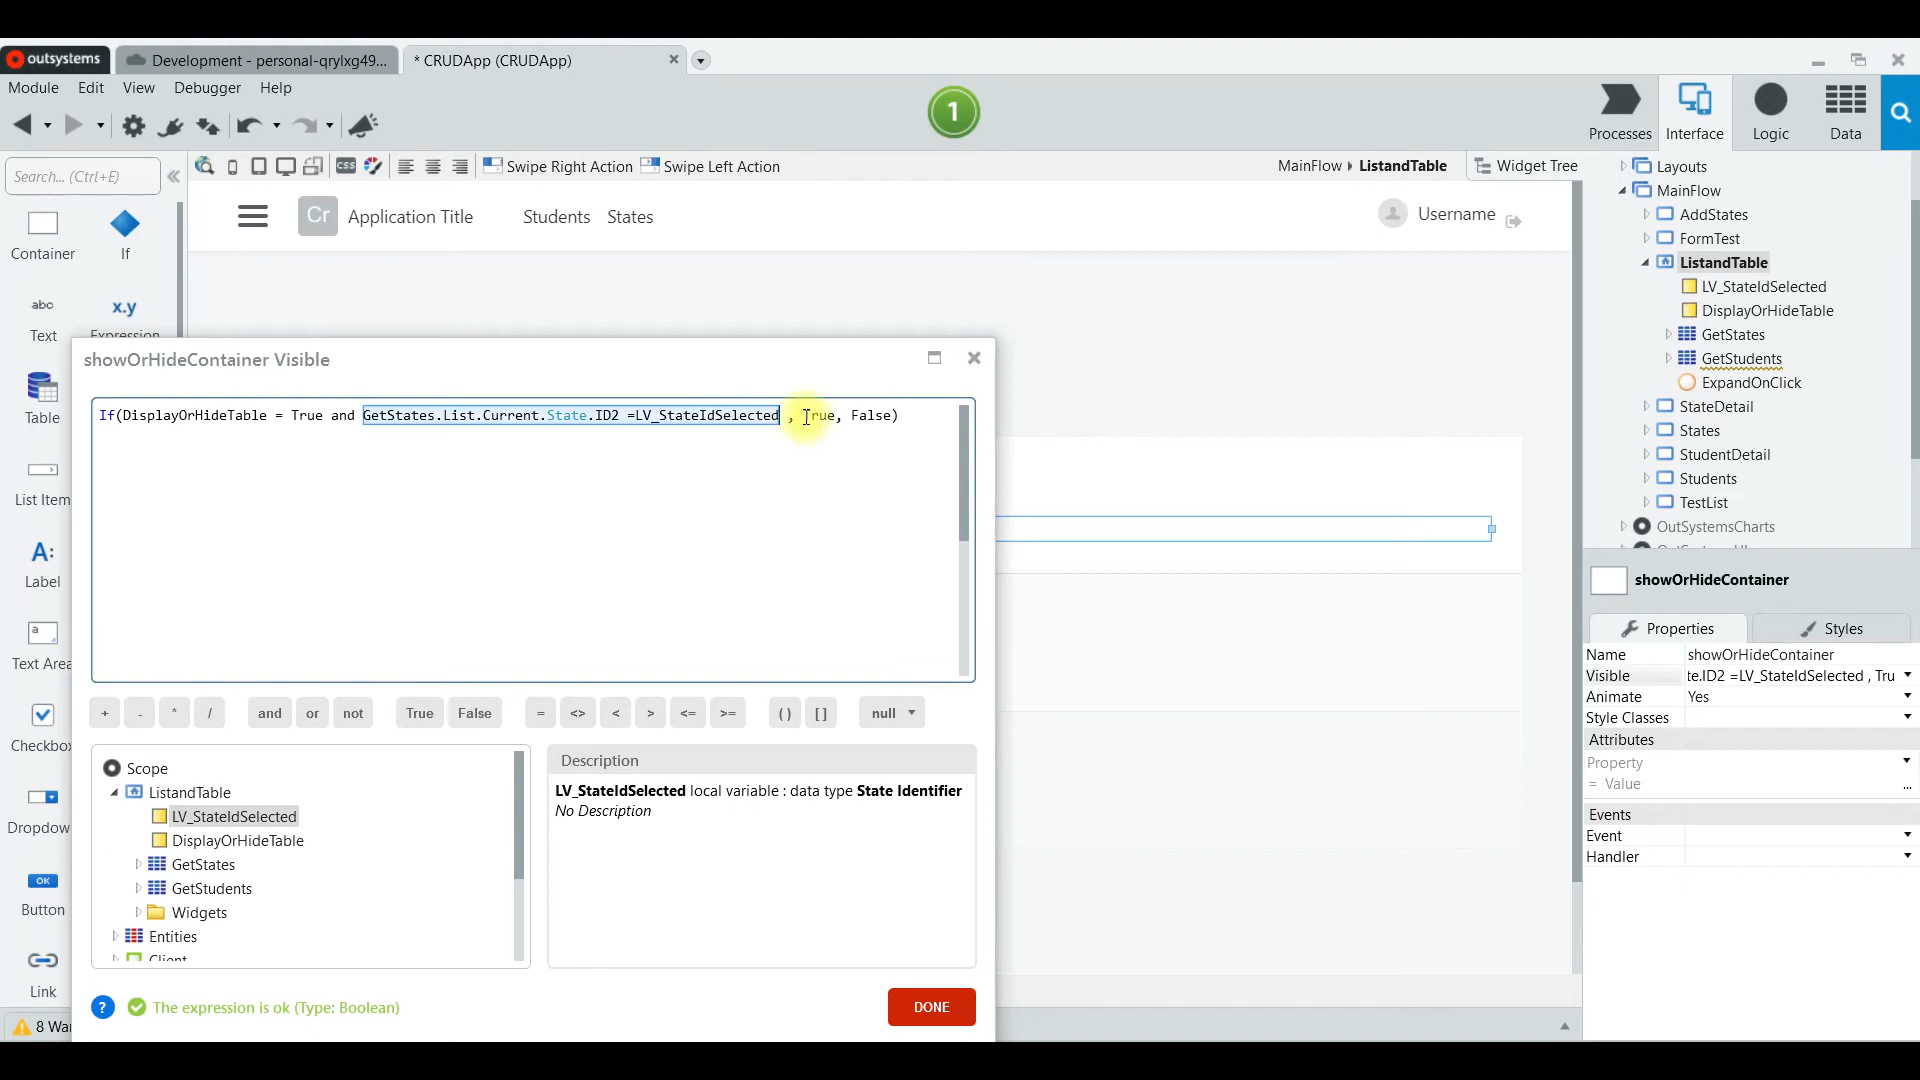 outsystems
Development - personal-qrylxg49...
* CRUDApp (CRUDApp)
Module Edit View Debugger Help
1
Processes
Interface
Logic
Data
Search... (Ctrl+E)
Swipe Right Action
Swipe Left Action
MainFlow
ListandTable
Widget Tree
Cr
Application Title
Students
States
Username
Container
If
abc
Text
x.y
Expression
Table
List Item
A:
Label
a
Text Area
Checkbox
Dropdow
OK
Button
Link
8 Wa
showOrHideContainer Visible
If(DisplayOrHideTable = True and GetStates.List.Current.State.ID2 =LV_StateIdSelected , True, False)
+ - * / and or not True False = <> < > <= >= ( ) [ ] null
Scope
ListandTable
LV_StateIdSelected
DisplayOrHideTable
GetStates
GetStudents
Widgets
Entities
Client
Description
LV_StateIdSelected local variable : data type State Identifier
No Description
? The expression is ok (Type: Boolean)
DONE
Layouts
MainFlow
AddStates
FormTest
ListandTable
LV_StateIdSelected
DisplayOrHideTable
GetStates
GetStudents
ExpandOnClick
StateDetail
States
StudentDetail
Students
TestList
OutSystemsCharts
showOrHideContainer
Properties
Styles
Name showOrHideContainer
Visible te.ID2 =LV_StateIdSelected , Tru
Animate Yes
Style Classes
Attributes
Property
= Value ...
Events
Event
Handler